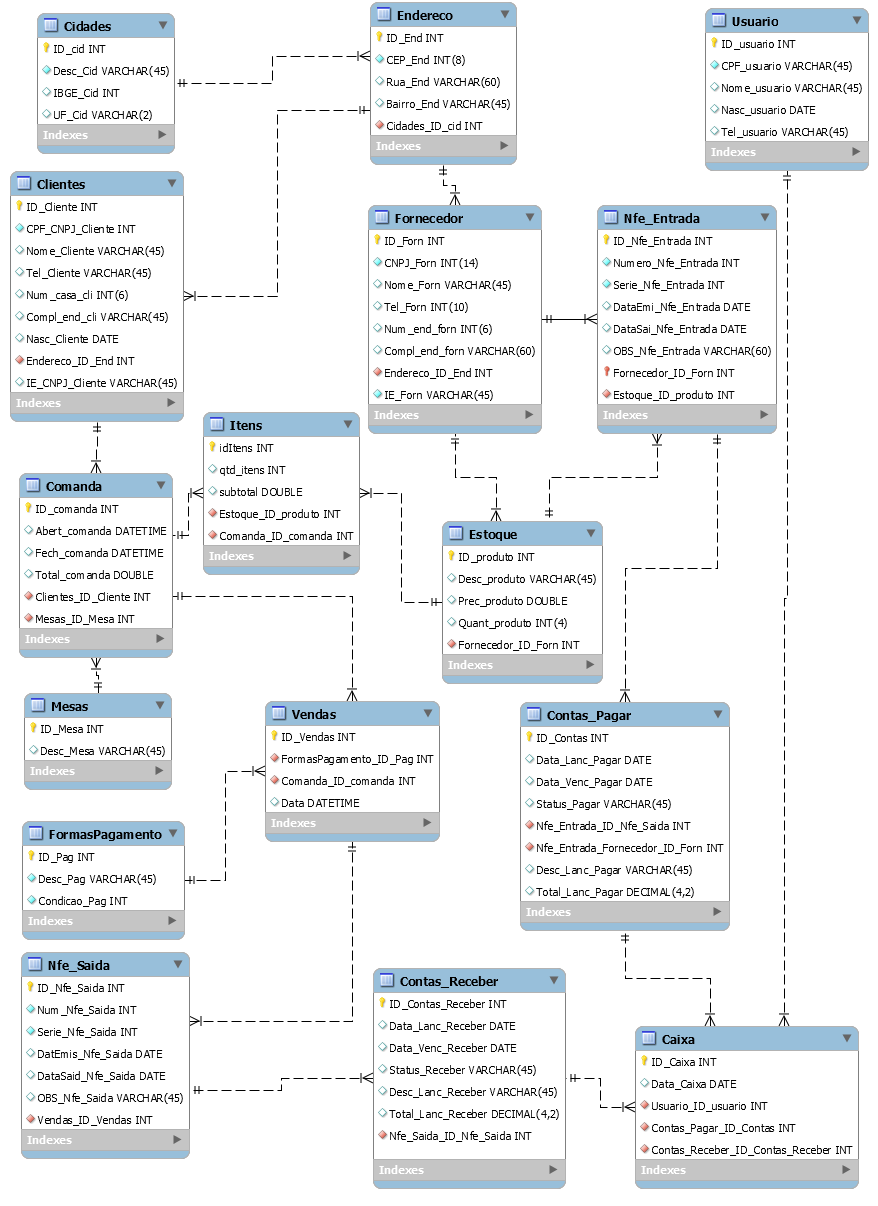 Cidades
ID_cid INT
Desc_Cid VARCHAR(45)
IBGE_Cid INT
UF_Cid VARCHAR(2)
Indexes
Endereco
ID_End INT
CEP_End INT(8)
Rua_End VARCHAR(60)
Bairro_End VARCHAR(45)
Cidades_ID_cid INT
Indexes
Usuario
ID_usuario INT
CPF_usuario VARCHAR(45)
Nome_usuario VARCHAR(45)
Nasc_usuario DATE
Tel_usuario VARCHAR(45)
Indexes
Clientes
ID_Cliente INT
CPF_CNPJ_Cliente INT
Nome_Cliente VARCHAR(45)
Tel_Cliente VARCHAR(45)
Num_casa_cli INT(6)
Compl_end_cli VARCHAR(45)
Nasc_Cliente DATE
Endereco_ID_End INT
IE_CNPJ_Cliente VARCHAR(45)
Indexes
Fornecedor
ID_Forn INT
CNPJ_Forn INT(14)
Nome_Forn VARCHAR(45)
Tel_Forn INT(10)
Num_end_forn INT(6)
Compl_end_forn VARCHAR(60)
Endereco_ID_End INT
IE_Forn VARCHAR(45)
Indexes
Nfe_Entrada
ID_Nfe_Entrada INT
Numero_Nfe_Entrada INT
Serie_Nfe_Entrada INT
DataEmi_Nfe_Entrada DATE
DataSai_Nfe_Entrada DATE
OBS_Nfe_Entrada VARCHAR(60)
Fornecedor_ID_Forn INT
Estoque_ID_produto INT
Indexes
Itens
idItens INT
qtd_itens INT
subtotal DOUBLE
Estoque_ID_produto INT
Comanda_ID_comanda INT
Indexes
Comanda
ID_comanda INT
Abert_comanda DATETIME
Fech_comanda DATETIME
Total_comanda DOUBLE
Clientes_ID_Cliente INT
Mesas_ID_Mesa INT
Indexes
Estoque
ID_produto INT
Desc_produto VARCHAR(45)
Prec_produto DOUBLE
Quant_produto INT(4)
Fornecedor_ID_Forn INT
Indexes
Mesas
ID_Mesa INT
Desc_Mesa VARCHAR(45)
Indexes
Vendas
ID_Vendas INT
FormasPagamento_ID_Pag INT
Comanda_ID_comanda INT
Data DATETIME
Indexes
Contas_Pagar
ID_Contas INT
Data_Lanc_Pagar DATE
Data_Venc_Pagar DATE
Status_Pagar VARCHAR(45)
Nfe_Entrada_ID_Nfe_Saida INT
Nfe_Entrada_Fornecedor_ID_Forn INT
Desc_Lanc_Pagar VARCHAR(45)
Total_Lanc_Pagar DECIMAL(4,2)
Indexes
FormasPagamento
ID_Pag INT
Desc_Pag VARCHAR(45)
Condicao_Pag INT
Indexes
Nfe_Saida
ID_Nfe_Saida INT
Num_Nfe_Saida INT
Serie_Nfe_Saida INT
DatEmis_Nfe_Saida DATE
DataSaid_Nfe_Saida DATE
OBS_Nfe_Saida VARCHAR(45)
Vendas_ID_Vendas INT
Indexes
Contas_Receber
ID_Contas_Receber INT
Data_Lanc_Receber DATE
Data_Venc_Receber DATE
Status_Receber VARCHAR(45)
Desc_Lanc_Receber VARCHAR(45)
Total_Lanc_Receber DECIMAL(4,2)
Nfe_Saida_ID_Nfe_Saida INT
Indexes
Caixa
ID_Caixa INT
Data_Caixa DATE
Usuario_ID_usuario INT
Contas_Pagar_ID_Contas INT
Contas_Receber_ID_Contas_Receber INT
Indexes